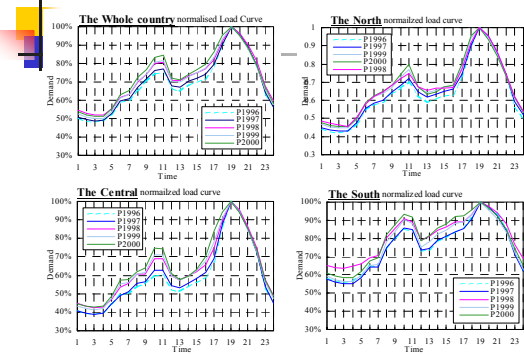 The Whole country normalised Load Curve
100%
90%
80%
70%
60%
50%
40%
30%
Demand
1 3 5 7 9 11 13 15 17 19 21 23
Time
P1996
P1997
P1998
P1999
P2000
The North normailzed load curve
1
0.9
0.8
0.7
0.6
0.5
0.4
0.3
Demand
1 3 5 7 9 11 13 15 17 19 21 23
Time
P1996
P1997
P1999
P2000
P1998
The Central normailzed load curve
100%
90%
80%
70%
60%
50%
40%
30%
Demand
1 3 5 7 9 11 13 15 17 19 21 23
Time
P1996
P1997
P1998
P1999
P2000
The South normailzed load curve
100%
90%
80%
70%
60%
50%
40%
30%
Demand
1 3 5 7 9 11 13 15 17 19 21 23
Time
P1996
P1997
P1998
P1999
P2000